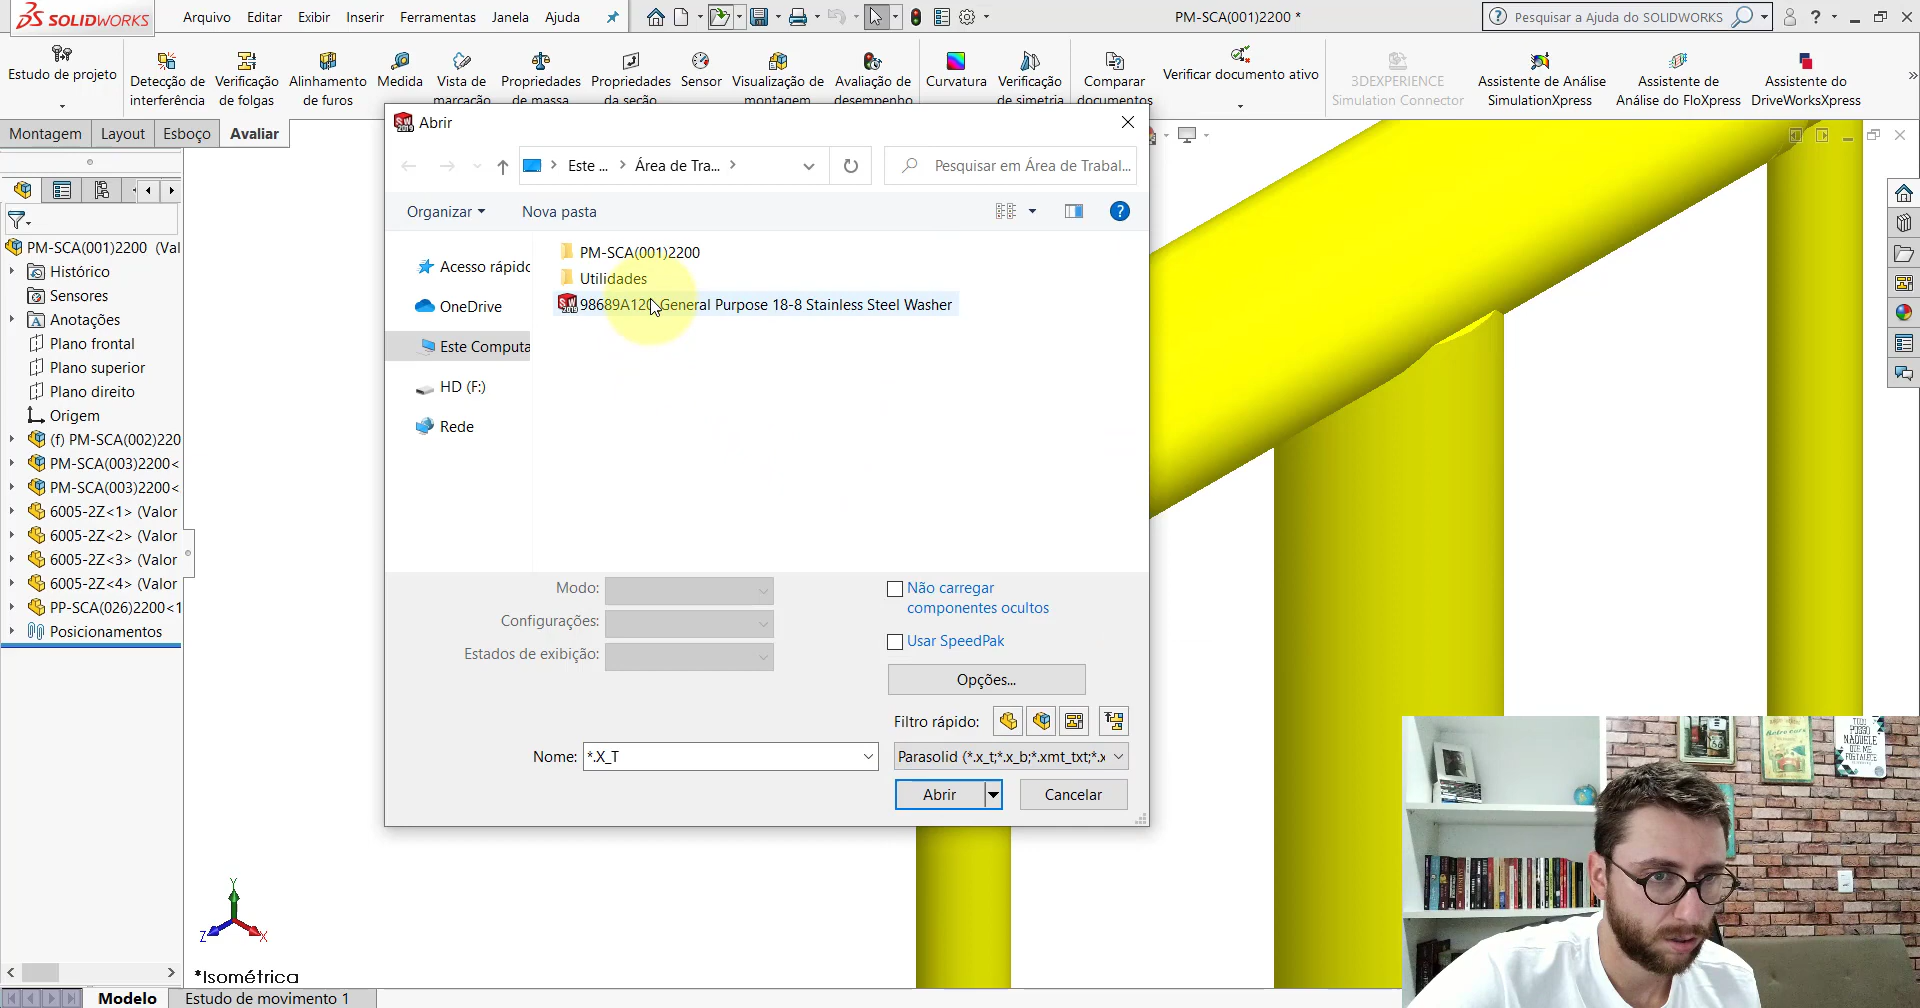 SOLIDWORKS
Arquivo Editar Exibir Inserir Ferramentas Janela Ajuda
PM-SCA(001)2200 *
Pesquisar a Ajuda do SOLIDWORKS
?
Estudo de projeto
Detecção de interferência
Verificação de folgas
Alinhamento de furos
Medida
Vista de marcação
Propriedades de massa
Propriedades da seção
Sensor
Visualização de montagem
Avaliação de desempenho
Curvatura
Verificação de simetria
Comparar documentos
Verificar documento ativo
3DEXPERIENCE Simulation Connector
Assistente de Análise SimulationXpress
Assistente de Análise do FloXpress
Assistente do DriveWorksXpress
Montagem Layout Esboço Avaliar
PM-SCA(001)2200 (Val
Histórico
Sensores
Anotações
Plano frontal
Plano superior
Plano direito
Origem
(f) PM-SCA(002)220
PM-SCA(003)2200<
PM-SCA(003)2200<
6005-2Z<1> (Valor
6005-2Z<2> (Valor
6005-2Z<3> (Valor
6005-2Z<4> (Valor
PP-SCA(026)2200<1
Posicionamentos
Abrir
Este ... > Área de Tra... >
Pesquisar em Área de Trabal...
Organizar
Nova pasta
?
Acesso rápido
OneDrive
Este Computa
HD (F:)
Rede
PM-SCA(001)2200
Utilidades
98689A120_General Purpose 18-8 Stainless Steel Washer
Modo:
Configurações:
Estados de exibição:
Não carregar
componentes ocultos
Usar SpeedPak
Opções...
Filtro rápido:
Nome: *.X_T
Parasolid (*.x_t;*.x_b;*.xmt_txt;*.x
Abrir
Cancelar
Y
Z
X
*Isométrica
Modelo Estudo de movimento 1
TUDO
POSSO
NAQUELE
QUE ME
FORTALECE